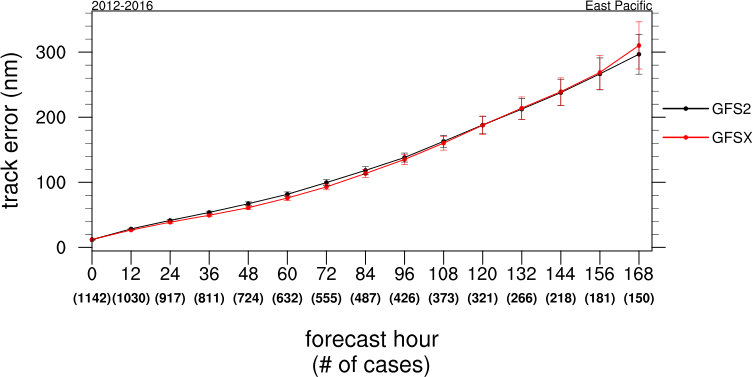 2012-2016 East Pacific
300
200
100
0
track error (nm)
GFS2
GFSX
0 12 24 36 48 60 72 84 96 108 120 132 144 156 168
(1142) (1030) (917) (811) (724) (632) (555) (487) (426) (373) (321) (266) (218) (181) (150)
forecast hour
(# of cases)